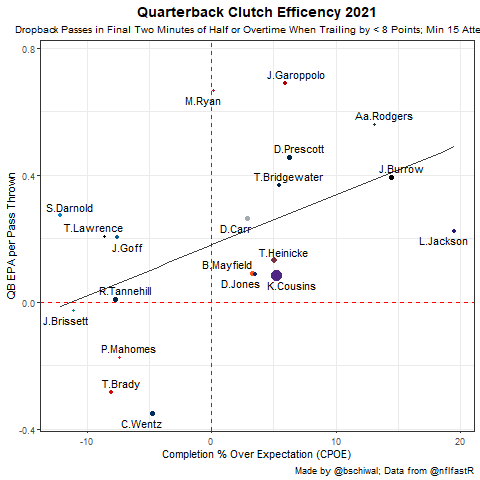 Quarterback Clutch Efficency 2021
Dropback Passes in Final Two Minutes of Half or Overtime When Trailing by < 8 Points; Min 15 Atte
0.8
J.Garoppolo
M.Ryan
Aa.Rodgers
D.Prescott
J.Burrow
T.Bridgewater
0.4
S.Darnold
T.Lawrence
D.Carr
L.Jackson
J.Goff
T.Heinicke
B.Mayfield
D.Jones
K.Cousins
R.Tannehill
0.0
J.Brissett
P.Mahomes
T.Brady
C.Wentz
-0.4
QB EPA per Pass Thrown
-10
0
10
20
Completion % Over Expectation (CPOE)
Made by @bschiwal; Data from @nflfastR